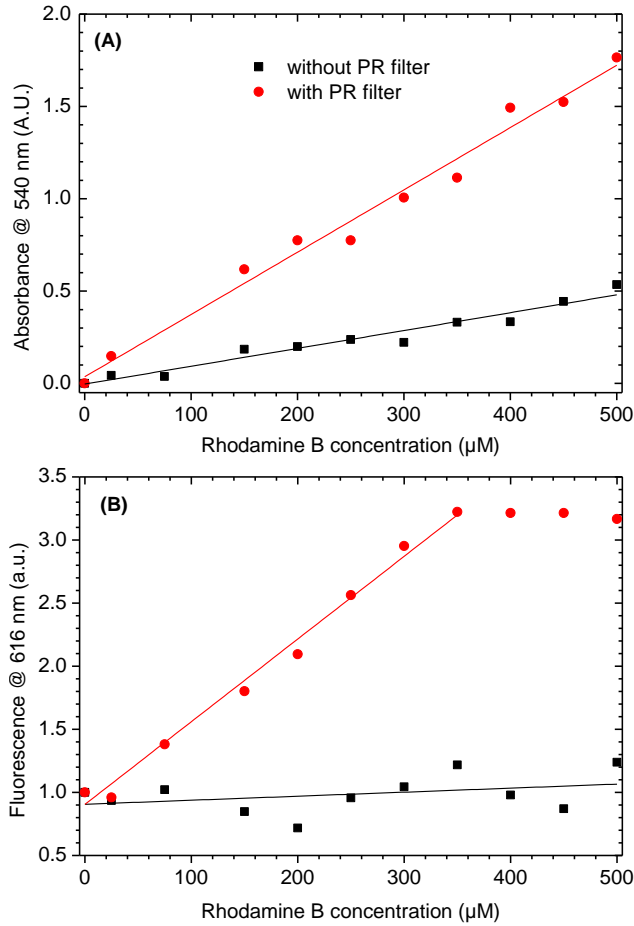 (A)
without PR filter
with PR filter
Absorbance @ 540 nm (A.U.)
2.0
1.5
1.0
0.5
0.0
0 100 200 300 400 500
Rhodamine B concentration (µM)
(B)
Fluorescence @ 616 nm (a.u.)
3.5
3.0
2.5
2.0
1.5
1.0
0.5
0 100 200 300 400 500
Rhodamine B concentration (µM)